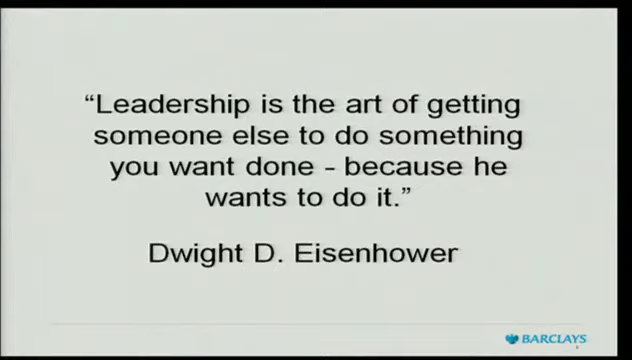 “Leadership is the art of getting
someone else to do something
you want done – because he
wants to do it.”
Dwight D. Eisenhower
BARCLAYS